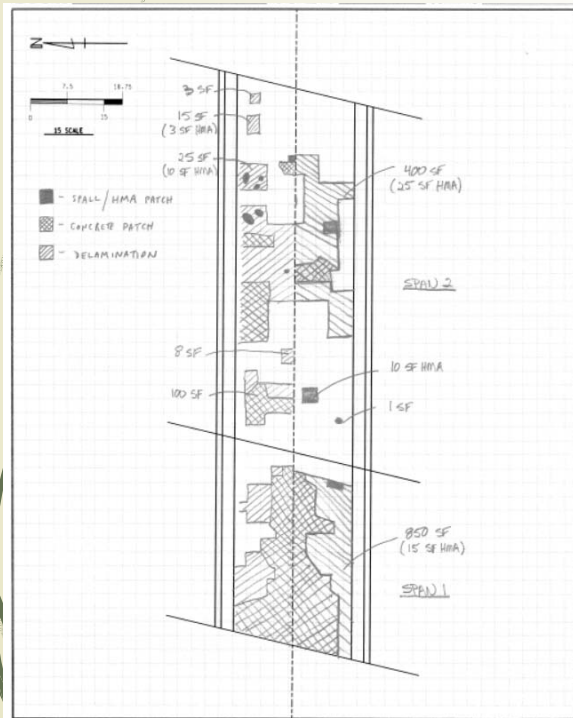 N
7.5 18.75
0 15
15 SCALE
- SPALL/HMA PATCH
- CONCRETE PATCH
- DELAMINATION
3 SF
15 SF
(3 SF HMA)
25 SF
(10 SF HMA)
400 SF
(25 SF HMA)
SPAN 2
8 SF
10 SF HMA
100 SF
1 SF
850 SF
(15 SF HMA)
SPAN 1